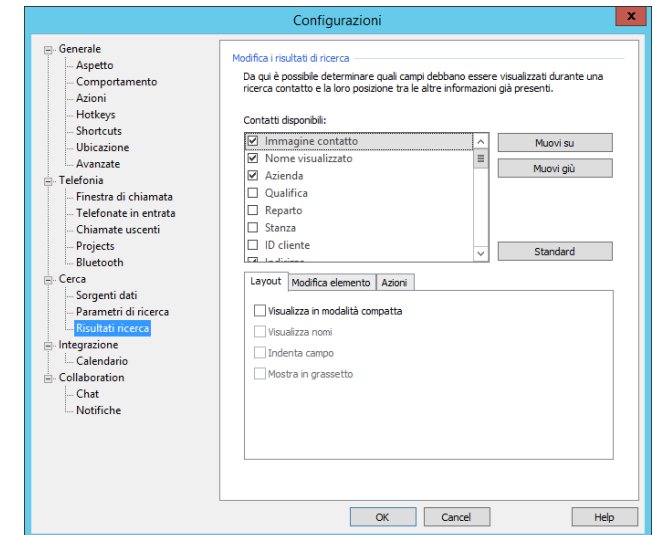 Configurazioni
x
Generale
Aspetto
Comportamento
Azioni
Hotkeys
Shortcuts
Ubicazione
Avanzate
Telefonia
Finestra di chiamata
Telefonate in entrata
Chiamate uscenti
Projects
Bluetooth
Cerca
Sorgenti dati
Parametri di ricerca
Risultati ricerca
Integrazione
Calendario
Collaboration
Chat
Notifiche
Modifica i risultati di ricerca
Da qui è possibile determinare quali campi debbano essere visualizzati durante una
ricerca contatto e la loro posizione tra le altre informazioni già presenti.
Contatti disponibili:
Immagine contatto
Nome visualizzato
Azienda
Qualifica
Reparto
Stanza
ID cliente
Muovi su
Muovi giù
Standard
Layout Modifica elemento Azioni
Visualizza in modalità compatta
Visualizza nomi
Indenta campo
Mostra in grassetto
OK Cancel Help